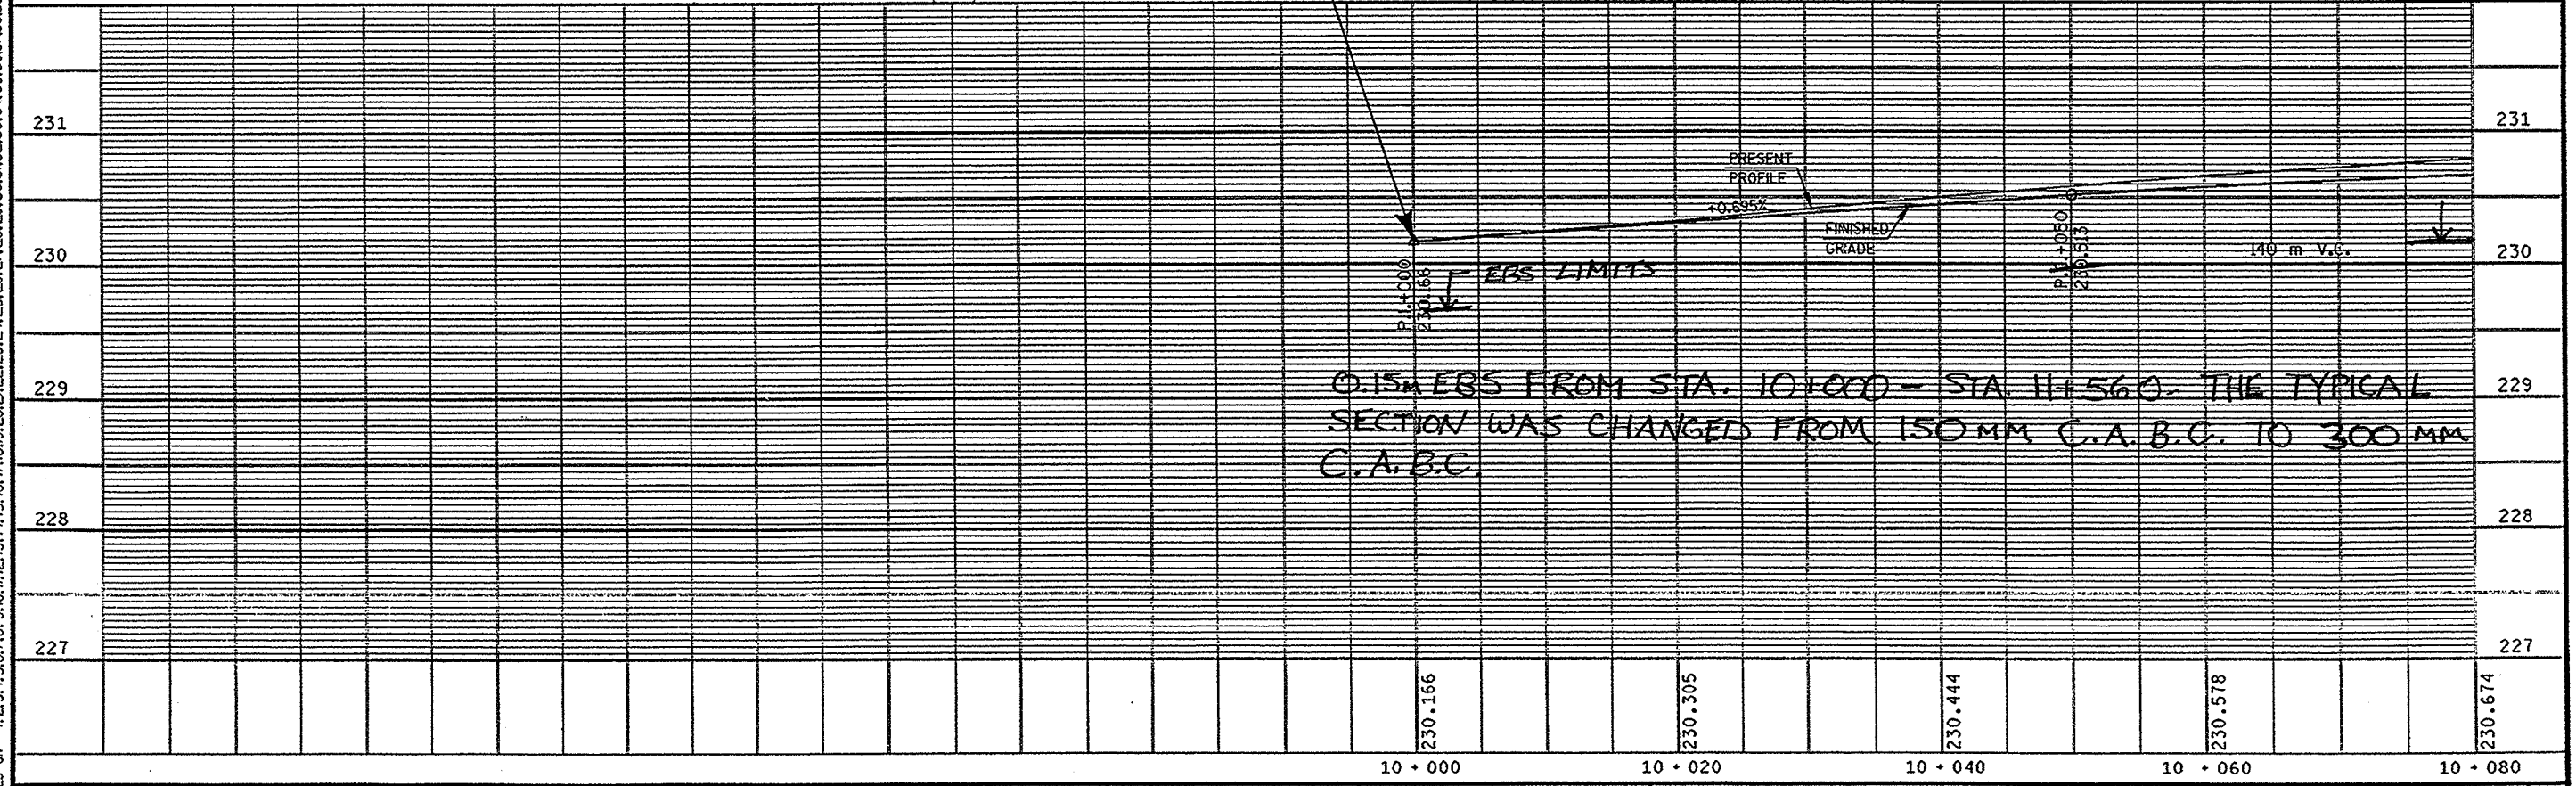 231
231
PRESENT
PROFILE
+0.695%
FINISHED
GRADE
230
230
P.I.+000
230.166
EBS LIMITS
P.V.+050
230.513
140 m V.C.
229
229
0.15M EBS FROM STA. 10+000 - STA. 11+560. THE TYPICAL
SECTION WAS CHANGED FROM 150 MM C.A.B.C. TO 300 MM
C.A.B.C.
228
228
227
227
230.166
230.305
230.444
230.578
230.674
10 + 000
10 + 020
10 + 040
10 + 060
10 + 080